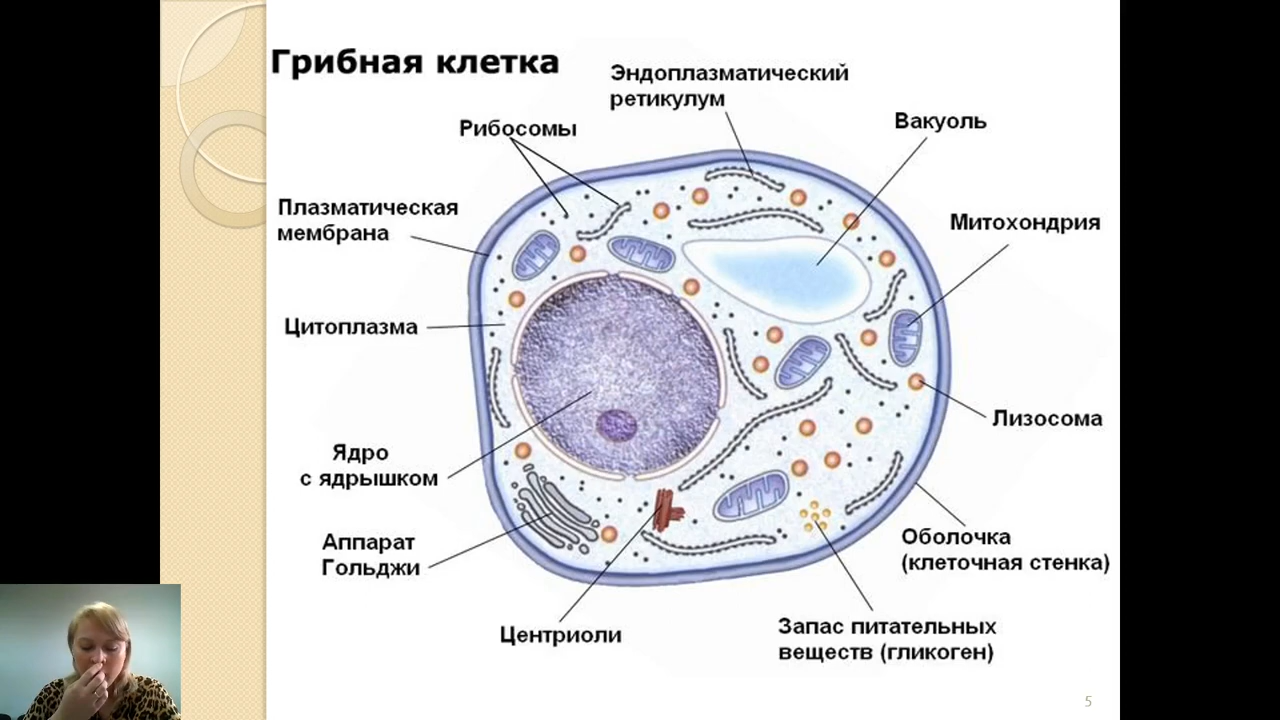 Грибная клетка
Эндоплазматический
ретикулум
Вакуоль
Рибосомы
Плазматическая
мембрана
Митохондрия
Цитоплазма
Лизосома
Ядро
с ядрышком
Аппарат
Гольджи
Оболочка
(клеточная стенка)
Центриоли
Запас питательных
веществ (гликоген)
5